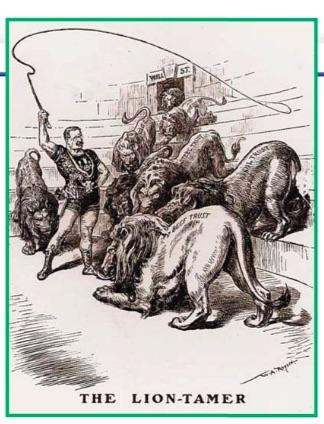 WALL ST.
BEEF TRUST
THE LION-TAMER